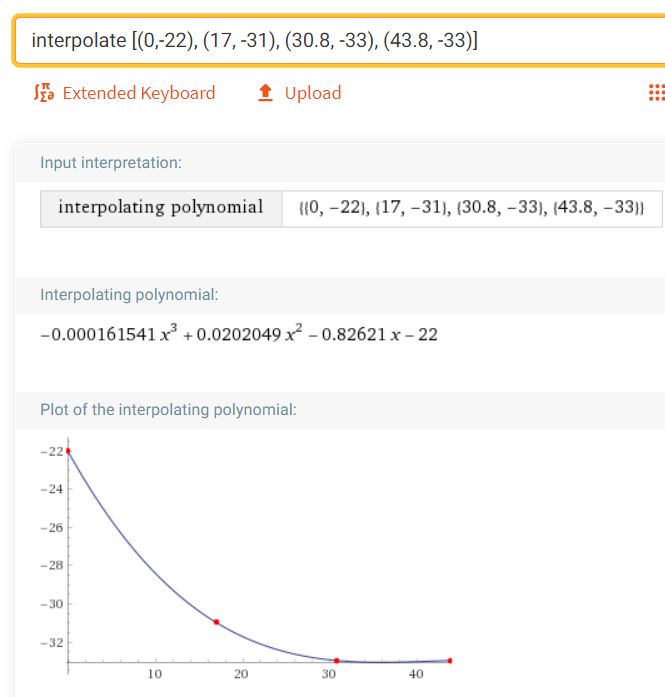 interpolate [(0,-22), (17, -31), (30.8, -33), (43.8, -33)]
∫Σ∂π Extended Keyboard Upload
Input interpretation:
interpolating polynomial {{0, −22}, {17, −31}, {30.8, −33}, {43.8, −33}}
Interpolating polynomial:
−0.000161541 x³ + 0.0202049 x² − 0.82621 x − 22
Plot of the interpolating polynomial:
−22
−24
−26
−28
−30
−32
10 20 30 40